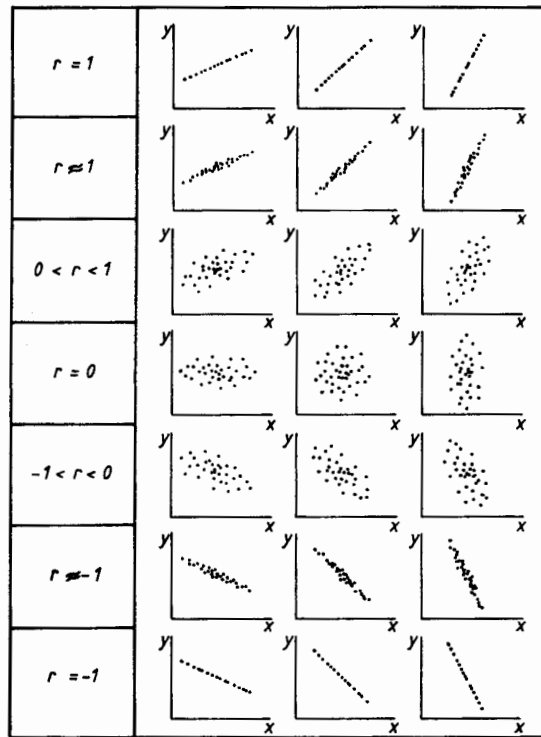 r = 1
y y y
x x x
r ≈ 1
y y y
x x x
0 < r < 1
y y y
x x x
r = 0
y y y
x x x
-1 < r < 0
y y y
x x x
r ≈ -1
y y y
x x x
r = -1
y y y
x x x